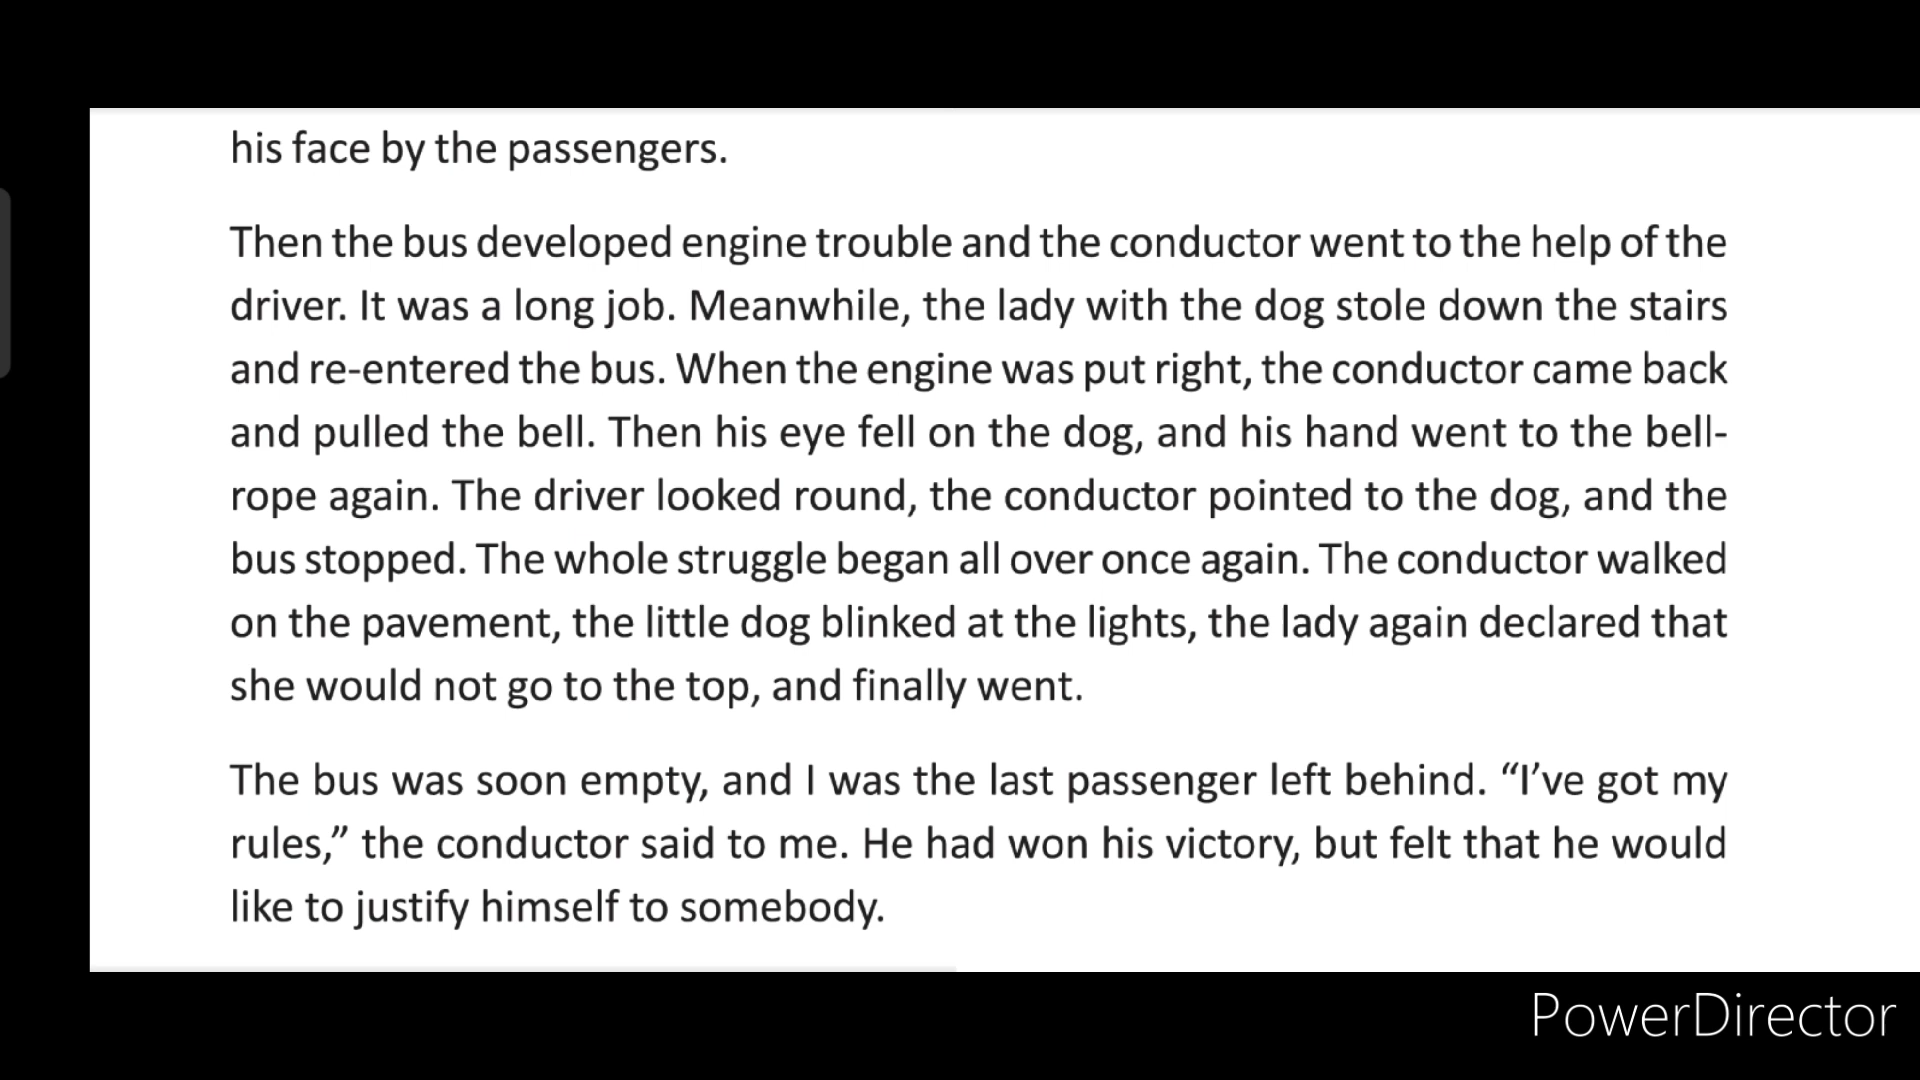 his face by the passengers.
Then the bus developed engine trouble and the conductor went to the help of the
driver. It was a long job. Meanwhile, the lady with the dog stole down the stairs
and re-entered the bus. When the engine was put right, the conductor came back
and pulled the bell. Then his eye fell on the dog, and his hand went to the bell-
rope again. The driver looked round, the conductor pointed to the dog, and the
bus stopped. The whole struggle began all over once again. The conductor walked
on the pavement, the little dog blinked at the lights, the lady again declared that
she would not go to the top, and finally went.
The bus was soon empty, and I was the last passenger left behind. “I’ve got my
rules,” the conductor said to me. He had won his victory, but felt that he would
like to justify himself to somebody.
PowerDirector